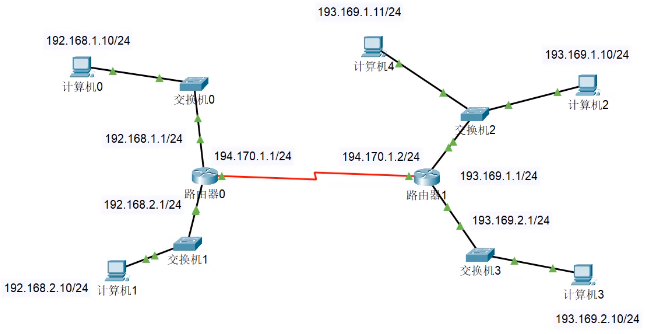 193.169.1.11/24
192.168.1.10/24
193.169.1.10/24
计算机4
计算机0
交换机0
计算机2
交换机2
192.168.1.1/24
194.170.1.1/24
194.170.1.2/24
193.169.1.1/24
路由器0
路由器1
192.168.2.1/24
193.169.2.1/24
交换机1
交换机3
192.168.2.10/24
计算机1
计算机3
193.169.2.10/24